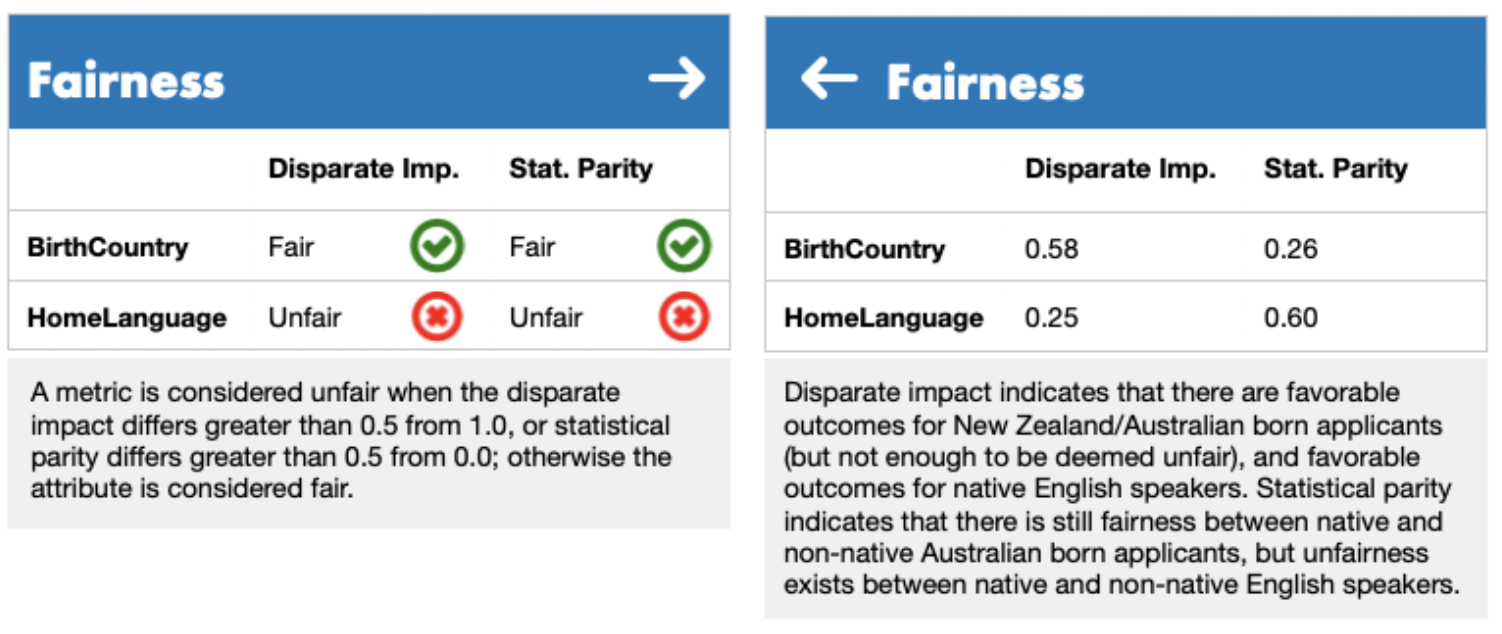 Fairness →
Disparate Imp. Stat. Parity
BirthCountry Fair Fair
HomeLanguage Unfair Unfair
A metric is considered unfair when the disparate
impact differs greater than 0.5 from 1.0, or statistical
parity differs greater than 0.5 from 0.0; otherwise the
attribute is considered fair.
← Fairness
Disparate Imp. Stat. Parity
BirthCountry 0.58 0.26
HomeLanguage 0.25 0.60
Disparate impact indicates that there are favorable
outcomes for New Zealand/Australian born applicants
(but not enough to be deemed unfair), and favorable
outcomes for native English speakers. Statistical parity
indicates that there is still fairness between native and
non-native Australian born applicants, but unfairness
exists between native and non-native English speakers.